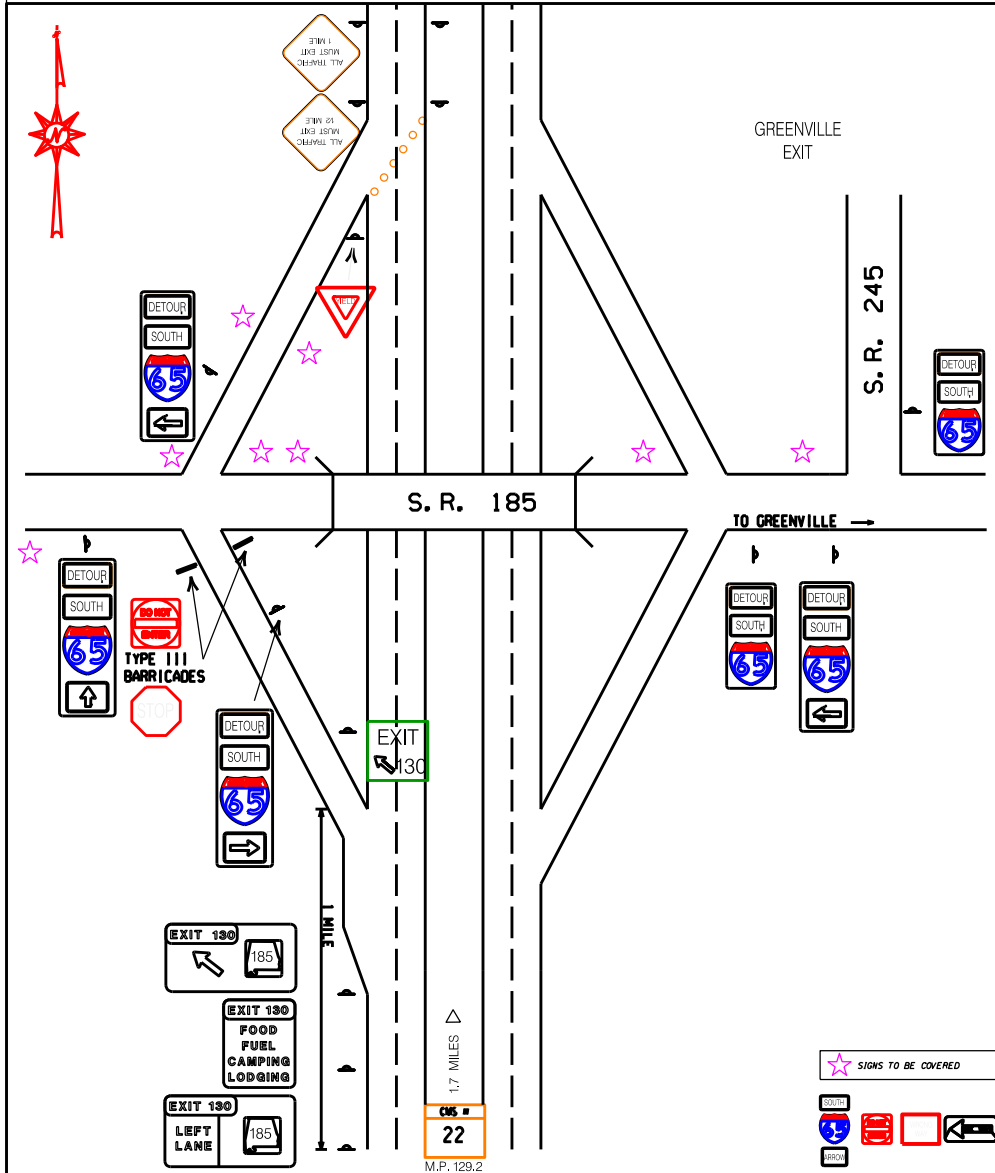 ALL TRAFFIC
MUST EXIT
1 MILE
ALL TRAFFIC
MUST EXIT
1/2 MILE
N
GREENVILLE
EXIT
S.R. 245
YIELD
DETOUR
SOUTH
65
DETOUR
SOUTH
65
S.R. 185
TO GREENVILLE
DETOUR
SOUTH
65
DO NOT
ENTER
TYPE III
BARRICADES
STOP
DETOUR
SOUTH
65
DETOUR
SOUTH
65
DETOUR
SOUTH
65
EXIT
130
1 MILE
EXIT 130
185
EXIT 130
FOOD
FUEL
CAMPING
LODGING
EXIT 130
LEFT
LANE
185
1.7 MILES
CMS #
22
M.P. 129.2
SIGNS TO BE COVERED
SOUTH
65
ARROW